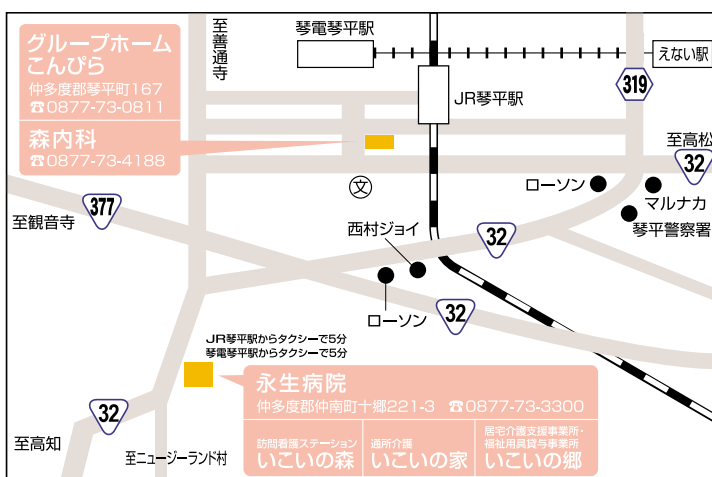 グループホーム
こんぴら
仲多度郡琴平町167
☎0877-73-0811
森内科
☎0877-73-4188
至善通寺
琴電琴平駅
えない駅
JR琴平駅
319
至高松
32
ローソン
マルナカ
琴平警察署
377
至観音寺
西村ジョイ
32
ローソン
32
文
JR琴平駅からタクシーで5分
琴電琴平駅からタクシーで5分
永生病院
仲多度郡仲南町十郷221-3 ☎0877-73-3300
訪問看護ステーション
いこいの森
通所介護
いこいの家
居宅介護支援事業所・
福祉用具貸与事業所
いこいの郷
32
至高知
至ニュージーランド村